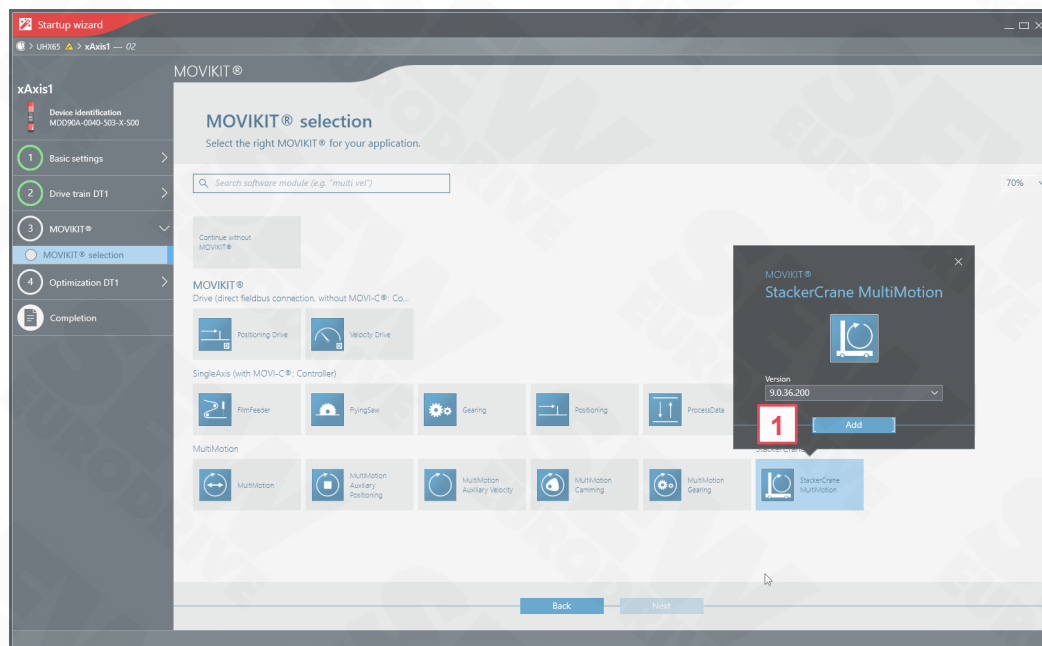 Startup wizard
> UHX65 > xAxis1 — 02
MOVIKIT®
xAxis1
Device identification
MDD90A-0040-503-X-S00
1 Basic settings
2 Drive train DT1
3 MOVIKIT®
MOVIKIT® selection
4 Optimization DT1
Completion
MOVIKIT® selection
Select the right MOVIKIT® for your application.
Search software module (e.g. "multi vel")
70%
Continue without
MOVIKIT®
MOVIKIT®
Drive (direct fieldbus connection, without MOVI-C®: Co...
Positioning Drive
Velocity Drive
SingleAxis (with MOVI-C®: Controller)
FilmFeeder
FlyingSaw
Gearing
Positioning
ProcessData
MultiMotion
MultiMotion
MultiMotion
Auxiliary
Positioning
MultiMotion
Auxiliary Velocity
MultiMotion
Camming
MultiMotion
Gearing
StackerCrane
StackerCrane
MultiMotion
MOVIKIT®
StackerCrane MultiMotion
Version
9.0.36.200
1
Add
Back
Next
SEW
EURODRIVE